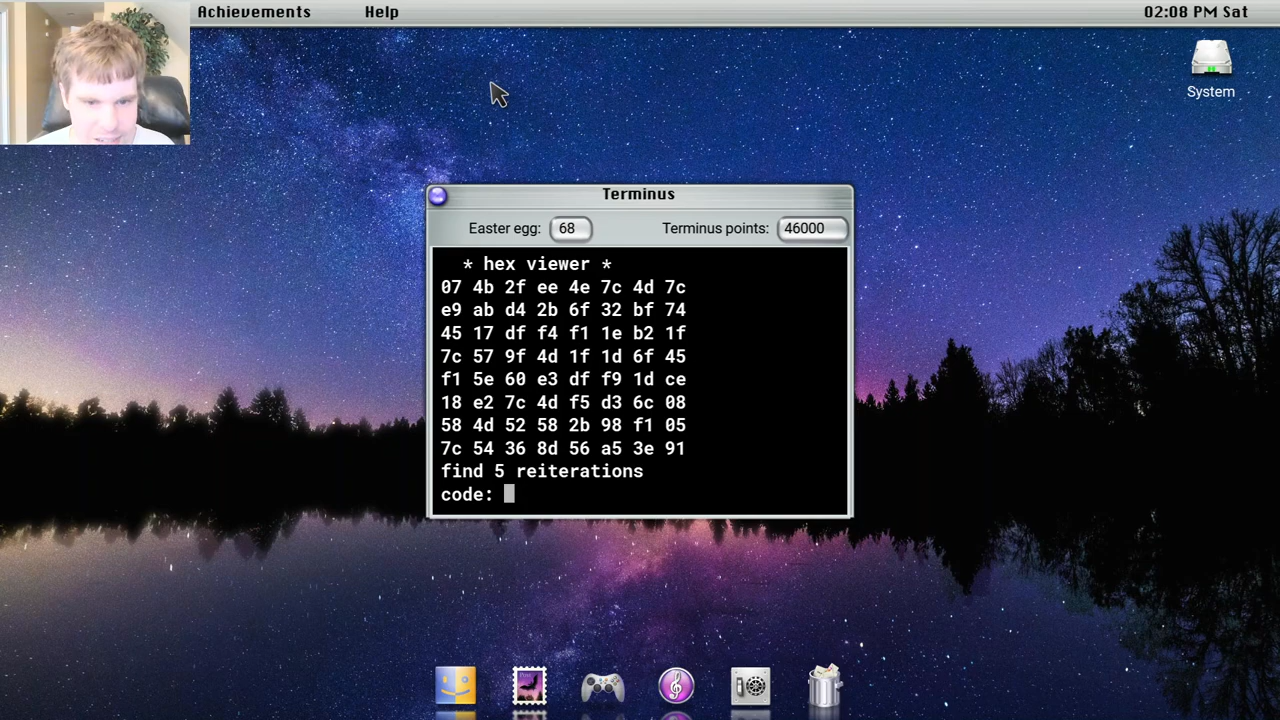 Achievements Help 02:08 PM Sat
System
Terminus
Easter egg: 68 Terminus points: 46000
* hex viewer *
07 4b 2f ee 4e 7c 4d 7c
e9 ab d4 2b 6f 32 bf 74
45 17 df f4 f1 1e b2 1f
7c 57 9f 4d 1f 1d 6f 45
f1 5e 60 e3 df f9 1d ce
18 e2 7c 4d f5 d3 6c 08
58 4d 52 58 2b 98 f1 05
7c 54 36 8d 56 a5 3e 91
find 5 reiterations
code: